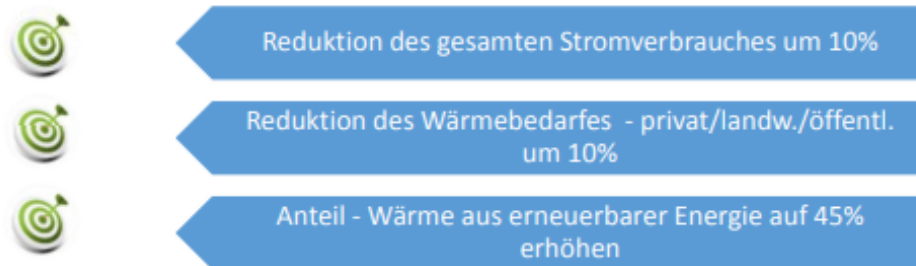 Reduktion des gesamten Stromverbrauches um 10%
Reduktion des Wärmebedarfes - privat/landw./öffentl.
um 10%
Anteil - Wärme aus erneuerbarer Energie auf 45%
erhöhen